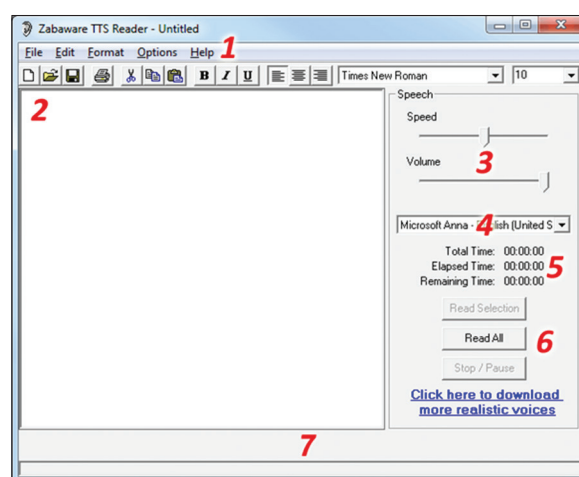 Zabaware TTS Reader - Untitled
File Edit Format Options Help 1
B I U Times New Roman 10
2
Speech
Speed
3
Volume
Microsoft Anna - English (United S
4
Total Time: 00:00:00
Elapsed Time: 00:00:00
5
Remaining Time: 00:00:00
Read Selection
Read All
6
Stop / Pause
Click here to download
more realistic voices
7